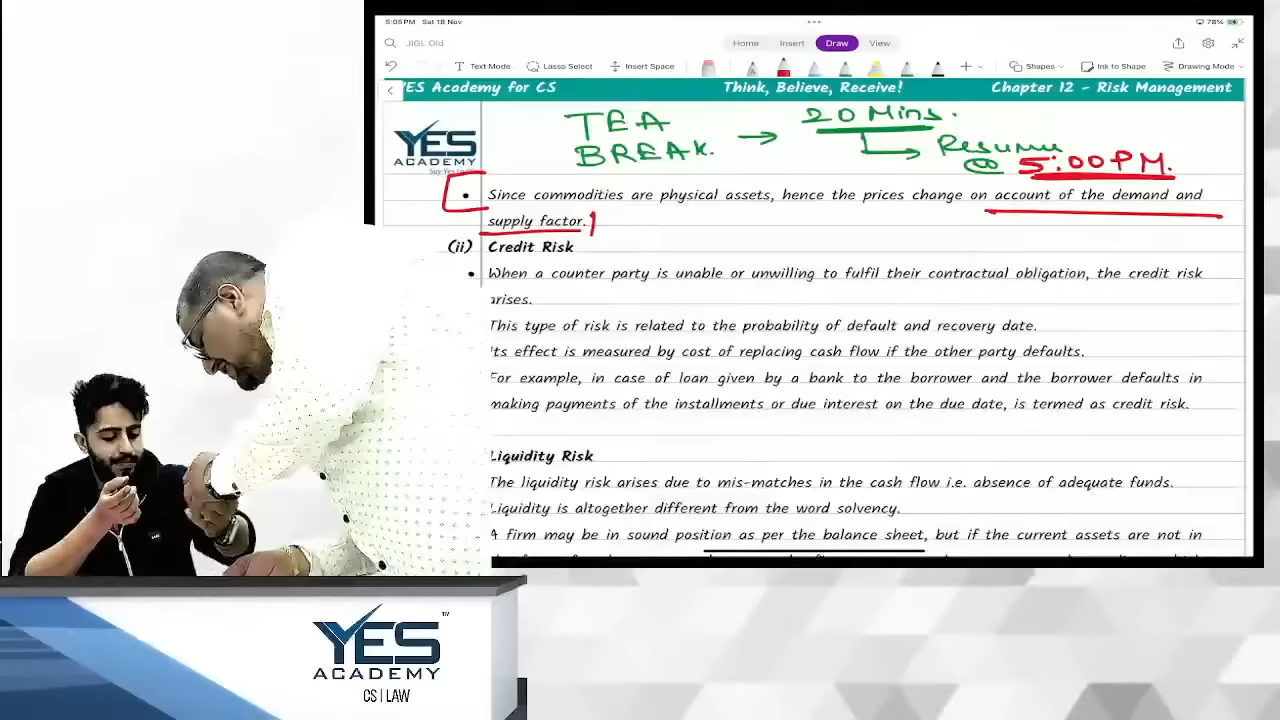 5:05PM Sat 18 Nov
78%
JIGL Old
Home Insert Draw View
Text Mode Lasso Select Insert Space Shapes Ink to Shape Drawing Mode
YES Academy for CS Think, Believe, Receive! Chapter 12 - Risk Management
TEA
BREAK.
20 Mins.
Resume
@ 5:00PM.
YES
ACADEMY
Say Yes to
• Since commodities are physical assets, hence the prices change on account of the demand and
supply factor.
(ii) Credit Risk
• When a counter party is unable or unwilling to fulfil their contractual obligation, the credit risk
arises.
This type of risk is related to the probability of default and recovery date.
Its effect is measured by cost of replacing cash flow if the other party defaults.
For example, in case of loan given by a bank to the borrower and the borrower defaults in
making payments of the installments or due interest on the due date, is termed as credit risk.
Liquidity Risk
The liquidity risk arises due to mis-matches in the cash flow i.e. absence of adequate funds.
Liquidity is altogether different from the word solvency.
A firm may be in sound position as per the balance sheet, but if the current assets are not in
YES™
ACADEMY
CS | LAW